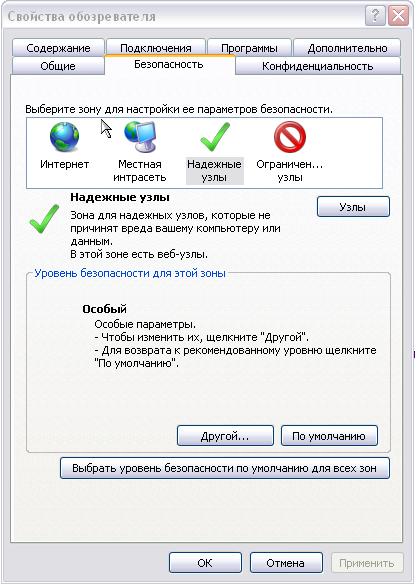 Свойства обозревателя
Содержание Подключения Программы Дополнительно
Общие Безопасность Конфиденциальность
Выберите зону для настройки ее параметров безопасности.
Интернет Местная интрасеть Надежные узлы Ограничен... узлы
Надежные узлы
Узлы
Зона для надежных узлов, которые не
причинят вреда вашему компьютеру или
данным.
В этой зоне есть веб-узлы.
Уровень безопасности для этой зоны
Особый
Особые параметры.
- Чтобы изменить их, щелкните "Другой".
- Для возврата к рекомендованному уровню щелкните
"По умолчанию".
Другой... По умолчанию
Выбрать уровень безопасности по умолчанию для всех зон
ОК Отмена Применить